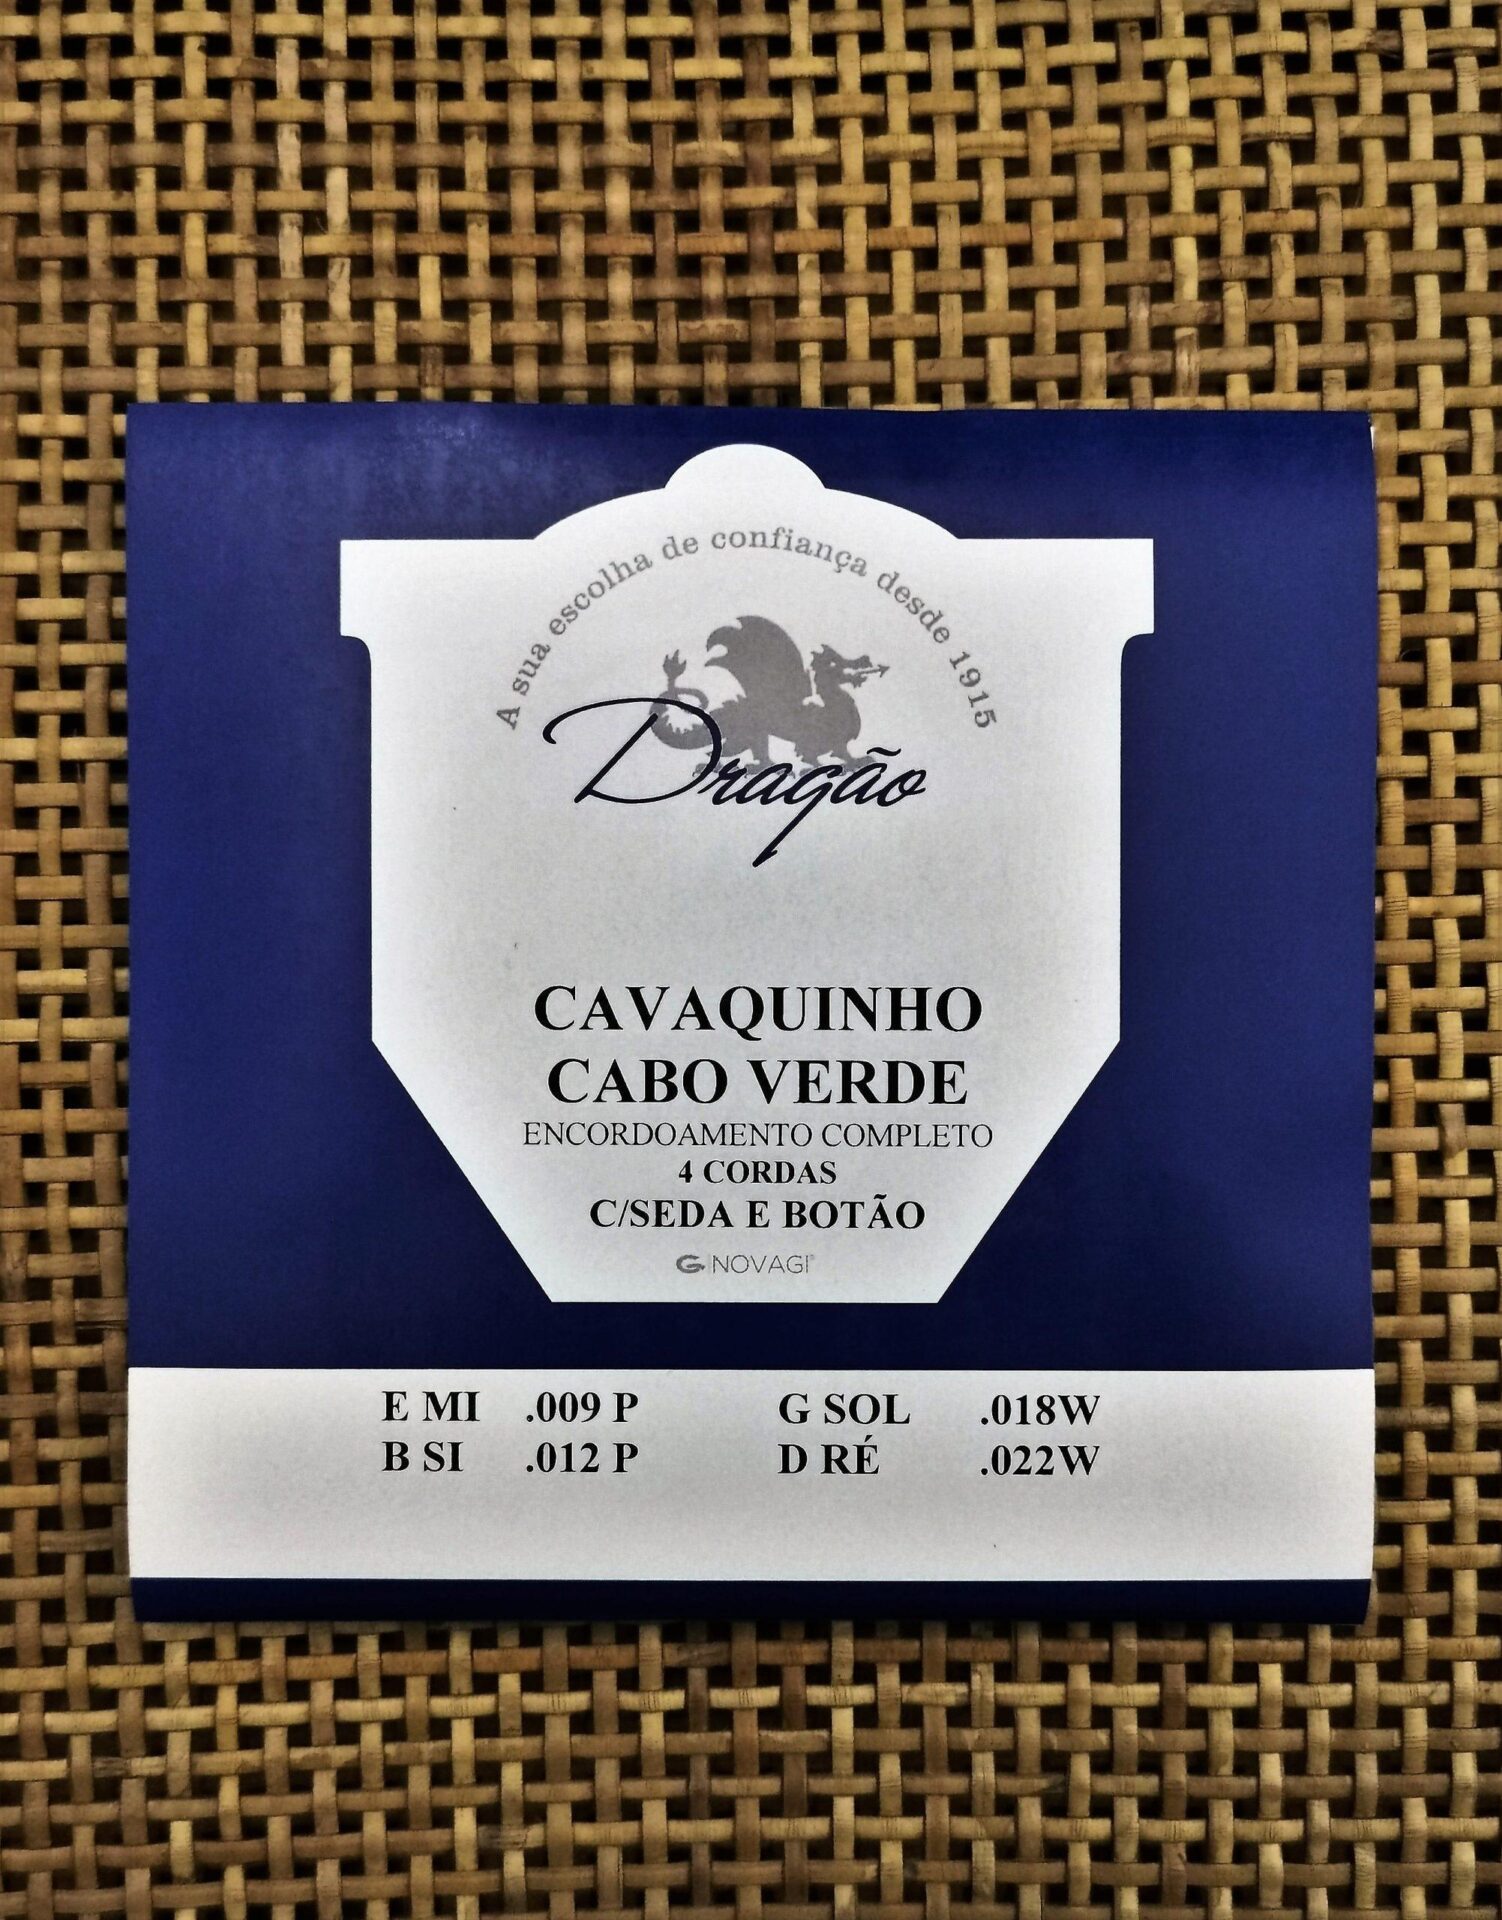 A sua escolha de confiança desde 1915
Dragão
CAVAQUINHO
CABO VERDE
ENCORDOAMENTO COMPLETO
4 CORDAS
C/SEDA E BOTÃO
G NOVAGI®
E MI .009 P G SOL .018W
B SI .012 P D RÉ .022W